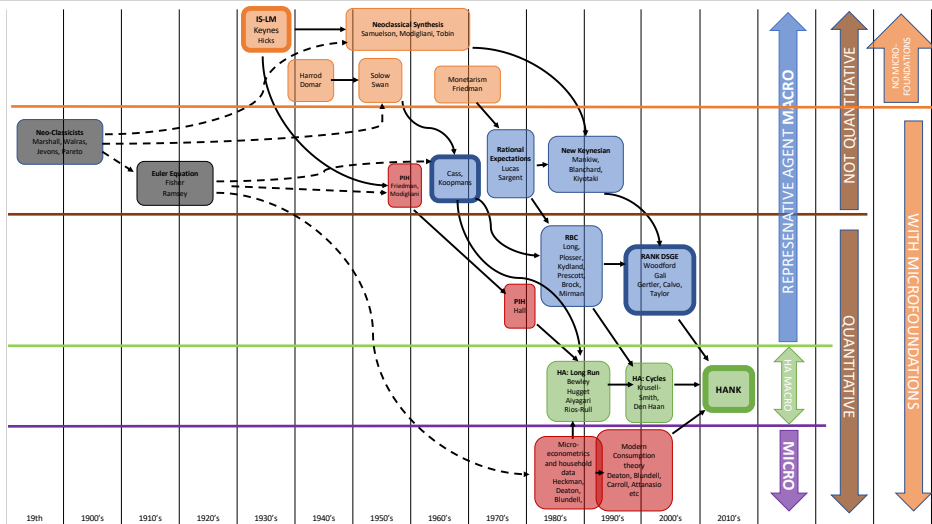 IS-LM
Keynes
Hicks
Neoclassical Synthesis
Samuelson, Modigliani, Tobin
Harrod
Domar
Solow
Swan
Monetarism
Friedman
Neo-Classicists
Marshall, Walras,
Jevons, Pareto
Euler Equation
Fisher
Ramsey
PIH
Friedman,
Modigliani
Cass,
Koopmans
Rational
Expectations
Lucas
Sargent
New Keynesian
Mankiw,
Blanchard,
Kiyotaki
RBC
Long,
Plosser,
Kydland,
Prescott,
Brock,
Mirman
RANK DSGE
Woodford
Gali
Gertler, Calvo,
Taylor
PIH
Hall
HA: Long Run
Bewley
Hugget
Aiyagari
Rios-Rull
HA: Cycles
Krusell-
Smith,
Den Haan
HANK
Micro-
econometrics
and household
data
Heckman,
Deaton,
Blundell,
Modern
Consumption
theory
Deaton, Blundell,
Carroll, Attanasio
etc
REPRESENATIVE AGENT MACRO
HA MACRO
MICRO
NOT QUANTITATIVE
QUANTITATIVE
NO MICRO-
FOUNDATIONS
WITH MICROFOUNDATIONS
19th
1900's
1910's
1920's
1930's
1940's
1950's
1960's
1970's
1980's
1990's
2000's
2010's